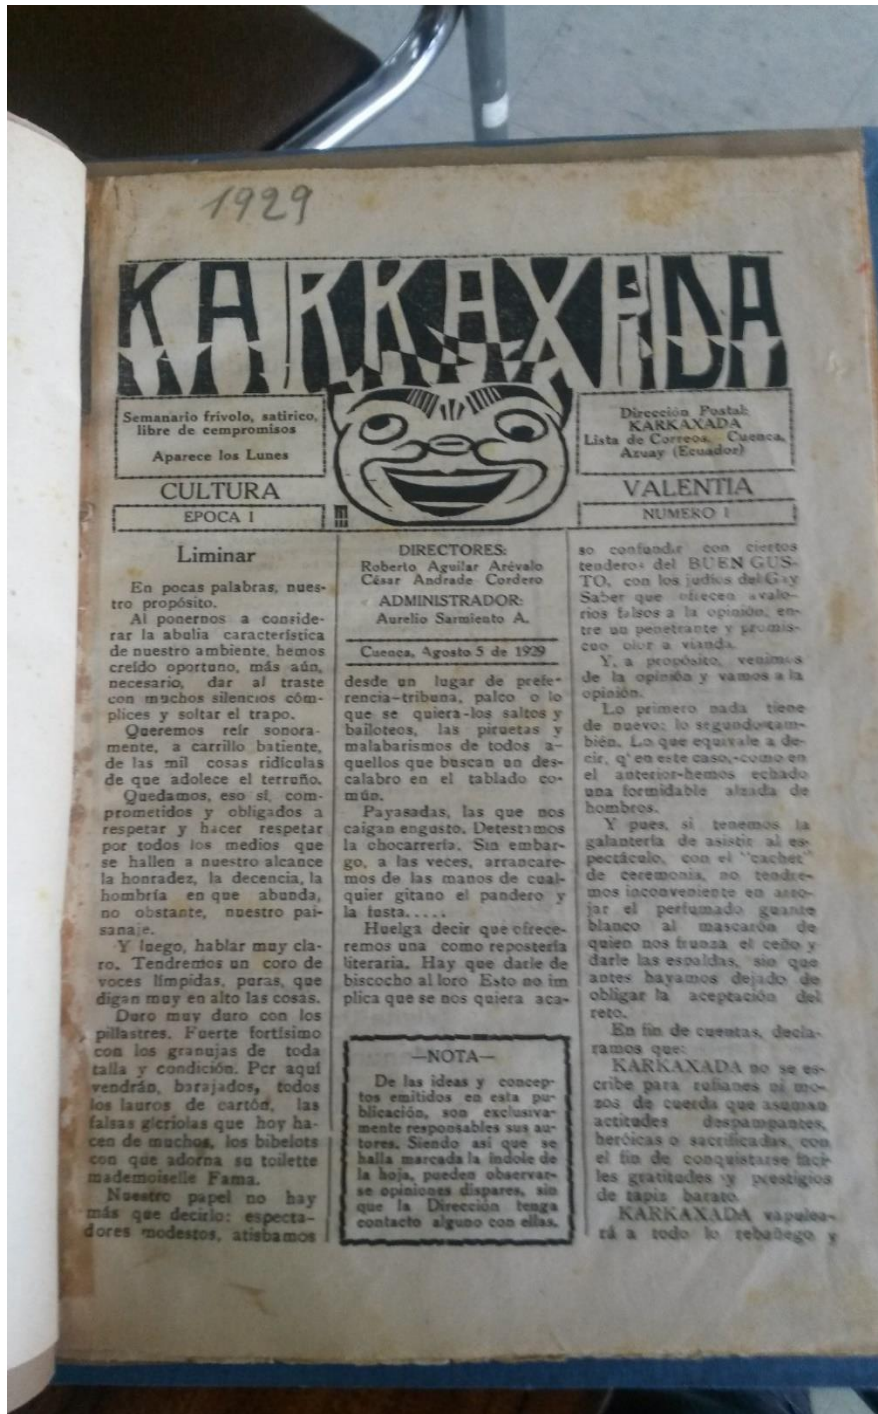 1929
KARKAXADA
Semanario frívolo, satírico,
libre de cempromisos
Aparece los Lunes
CULTURA
EPOCA I
Dirección Postal:
KARKAXADA
Lista de Correos. Cuenca,
Azuay (Ecuador)
VALENTIA
NUMERO 1
Liminar
En pocas palabras, nues-
tro propósito.
Al ponernos a conside-
rar la abulia característica
de nuestro ambiente, hemos
creído oportuno, más aún,
necesario, dar al traste
con muchos silencios cóm-
plices y soltar el trapo.
Queremos reír sonora-
mente, a carrillo batiente,
de las mil cosas ridículas
de que adolece el terruño.
Quedamos, eso sí, com-
prometidos y obligados a
respetar y hacer respetar
por todos los medios que
se hallen a nuestro alcance
la honradez, la decencia, la
hombría en que abunda,
no obstante, nuestro pai-
sanaje.
Y luego, hablar muy cla-
ro. Tendremos un coro de
voces límpidas, puras, que
digan muy en alto las cosas.
Duro muy duro con los
pillastres. Fuerte fortísimo
con los granujas de toda
talla y condición. Por aquí
vendrán, barajados, todos
los lauros de cartón, las
falsas gloriolas que hoy ha-
cen de muchos, los bibelots
con que adorna su toilette
mademoiselle Fama.
Nuestro papel no hay
más que decirlo: especta-
dores modestos, atisbamos
DIRECTORES:
Roberto Aguilar Arévalo
César Andrade Cordero
ADMINISTRADOR:
Aurelio Sarmiento A.
Cuenca, Agosto 5 de 1929
desde un lugar de prefe-
rencia-tribuna, palco o lo
que se quiera-los saltos y
bailoteos, las piruetas y
malabarismos de todos a-
quellos que buscan un des-
calabro en el tablado co-
mún.
Payasadas, las que nos
caigan engusto. Detestamos
la chocarrería. Sin embar-
go, a las veces, arrancare-
mos de las manos de cual-
quier gitano el pandero y
la fusta.....
Huelga decir que ofrece-
remos una como repostería
literaria. Hay que darle de
biscocho al loro Esto no im
plica que se nos quiera aca-
—NOTA—
De las ideas y concep-
tos emitidos en esta pu-
blicación, son exclusiva-
mente responsables sus au-
tores. Siendo así que se
halla marcada la índole de
la hoja, pueden observar-
se opiniones dispares, sin
que la Dirección tenga
contacto alguno con ellas.
so confundir con ciertos
tenderos del BUEN GUS-
TO, con los judíos del Gay
Saber que ofrecen avalo-
rios falsos a la opinión, en-
tre un penetrante y promis-
cuo olor a vianda.
Y, a propósito, venimos
de la opinión y vamos a la
opinión.
Lo primero nada tiene
de nuevo; lo segundo tam-
bién. Lo que equivale a de-
cir, q' en este caso,-como en
el anterior-hemos echado
una formidable alzada de
hombros.
Y pues, si tenemos la
galantería de asistir al es-
pectáculo, con el "cachet"
de ceremonia, no tendre-
mos inconveniente en arro-
jar el perfumado guante
blanco al mascarón de
quien nos frunza el ceño y
darle las espaldas, sin que
antes hayamos dejado de
obligar la aceptación del
reto.
En fin de cuentas, decla-
ramos que:
KARKAXADA no se es-
cribe para rufianes ni mo-
zos de cuerda que asuman
actitudes despampantes,
heróicas o sacrificadas, con
el fin de conquistarse fáci-
les gratitudes y prestigios
de tapiz barato.
KARKAXADA vapulea-
rá a todo lo rebañego y